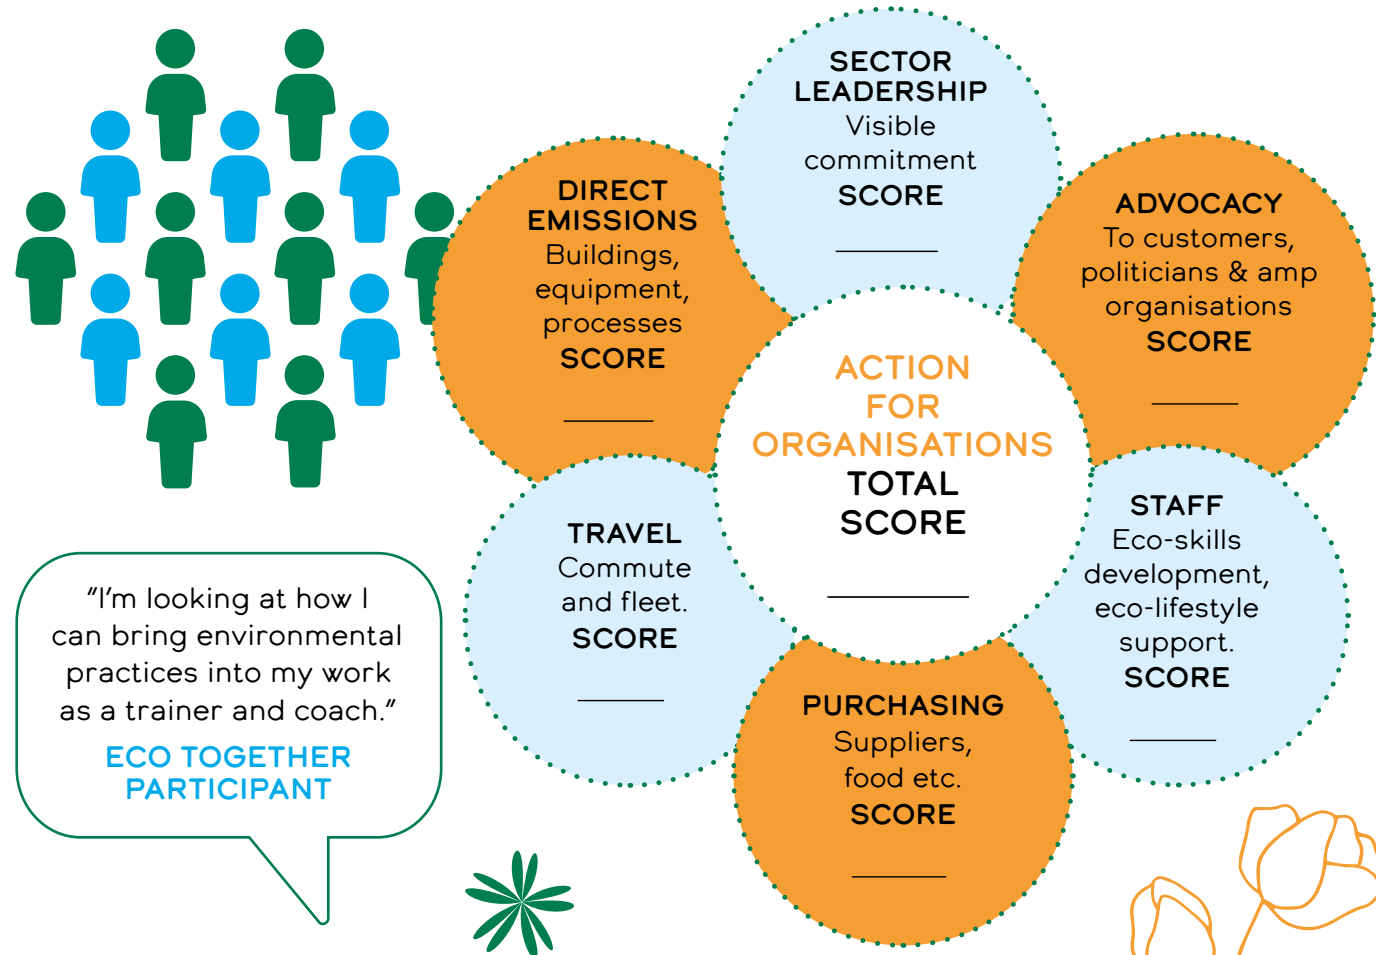 SECTOR
LEADERSHIP
Visible
commitment
SCORE
DIRECT
EMISSIONS
Buildings,
equipment,
processes
SCORE
ADVOCACY
To customers,
politicians & amp
organisations
SCORE
ACTION
FOR
ORGANISATIONS
TOTAL
SCORE
TRAVEL
Commute
and fleet.
SCORE
STAFF
Eco-skills
development,
eco-lifestyle
support.
SCORE
PURCHASING
Suppliers,
food etc.
SCORE
"I'm looking at how I
can bring environmental
practices into my work
as a trainer and coach."
ECO TOGETHER
PARTICIPANT